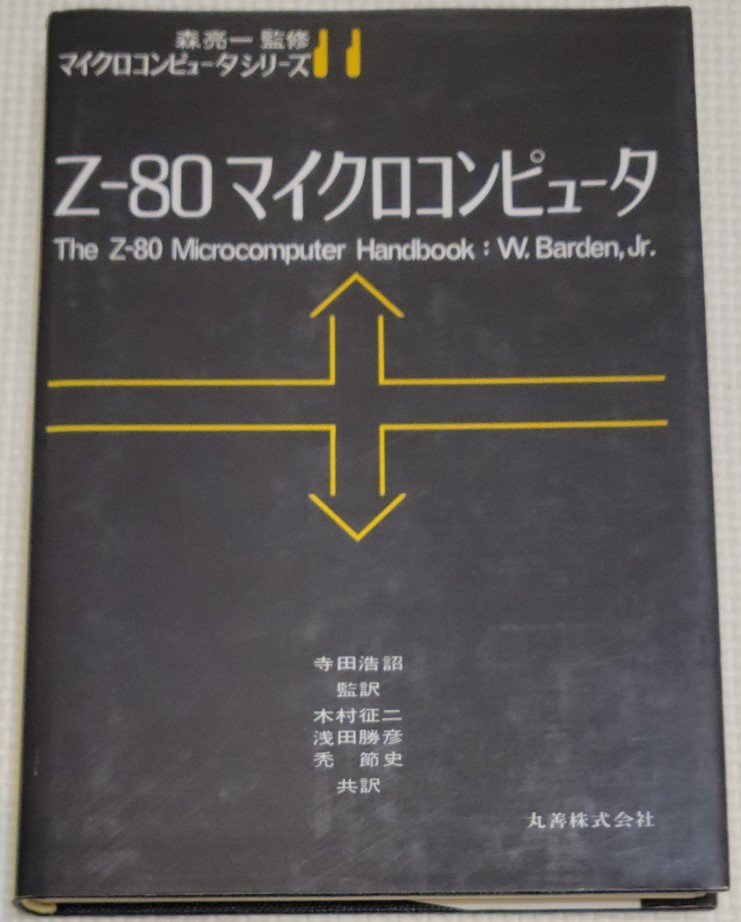 森亮一 監修
マイクロコンピュータシリーズ 11
Z-80 マイクロコンピュータ
The Z-80 Microcomputer Handbook : W. Barden, Jr.
寺田浩詔
監訳
木村征二
浅田勝彦
禿 節史
共訳
丸善株式会社